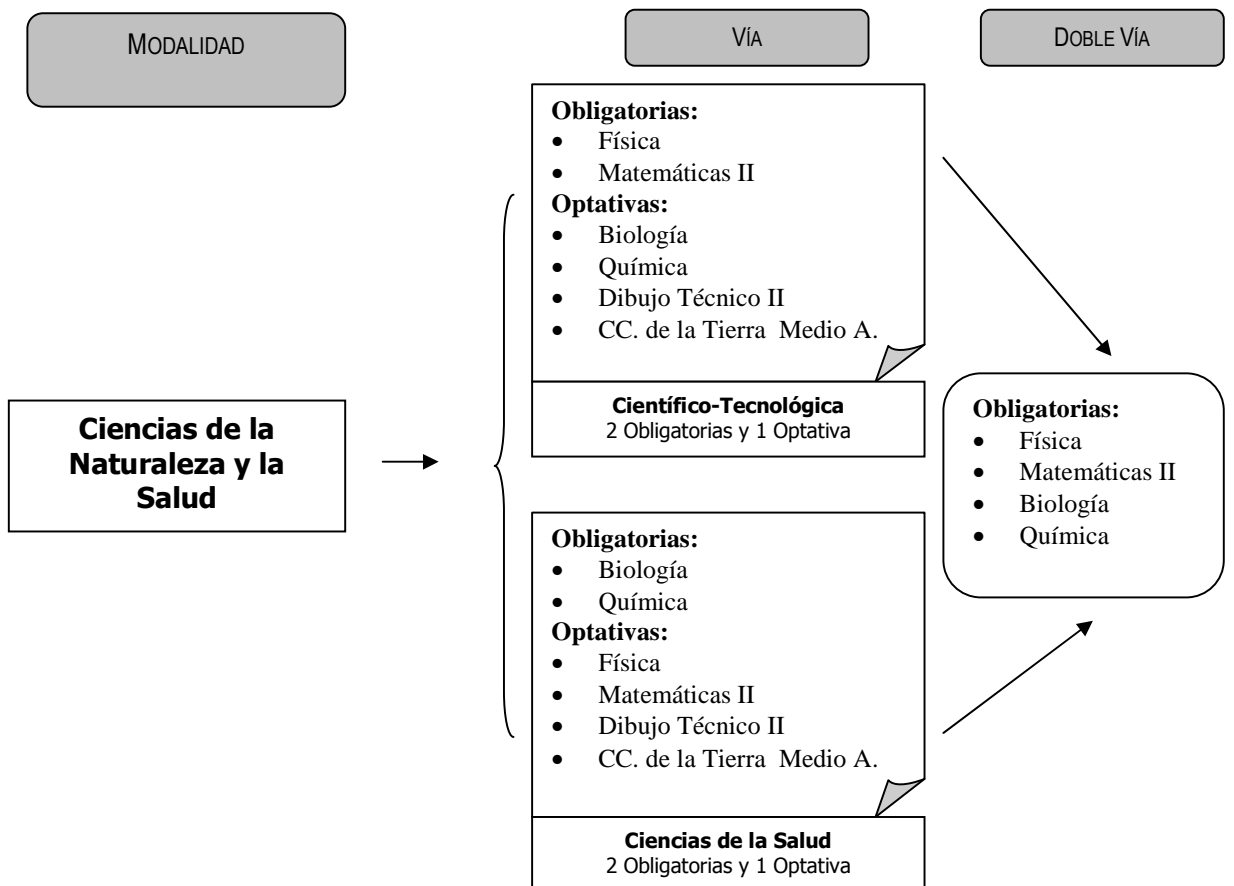 MODALIDAD
VÍA
DOBLE VÍA
Obligatorias:
• Física
• Matemáticas II
Optativas:
• Biología
• Química
• Dibujo Técnico II
• CC. de la Tierra Medio A.
Científico-Tecnológica
2 Obligatorias y 1 Optativa
Ciencias de la
Naturaleza y la
Salud
Obligatorias:
• Biología
• Química
Optativas:
• Física
• Matemáticas II
• Dibujo Técnico II
• CC. de la Tierra Medio A.
Ciencias de la Salud
2 Obligatorias y 1 Optativa
Obligatorias:
• Física
• Matemáticas II
• Biología
• Química